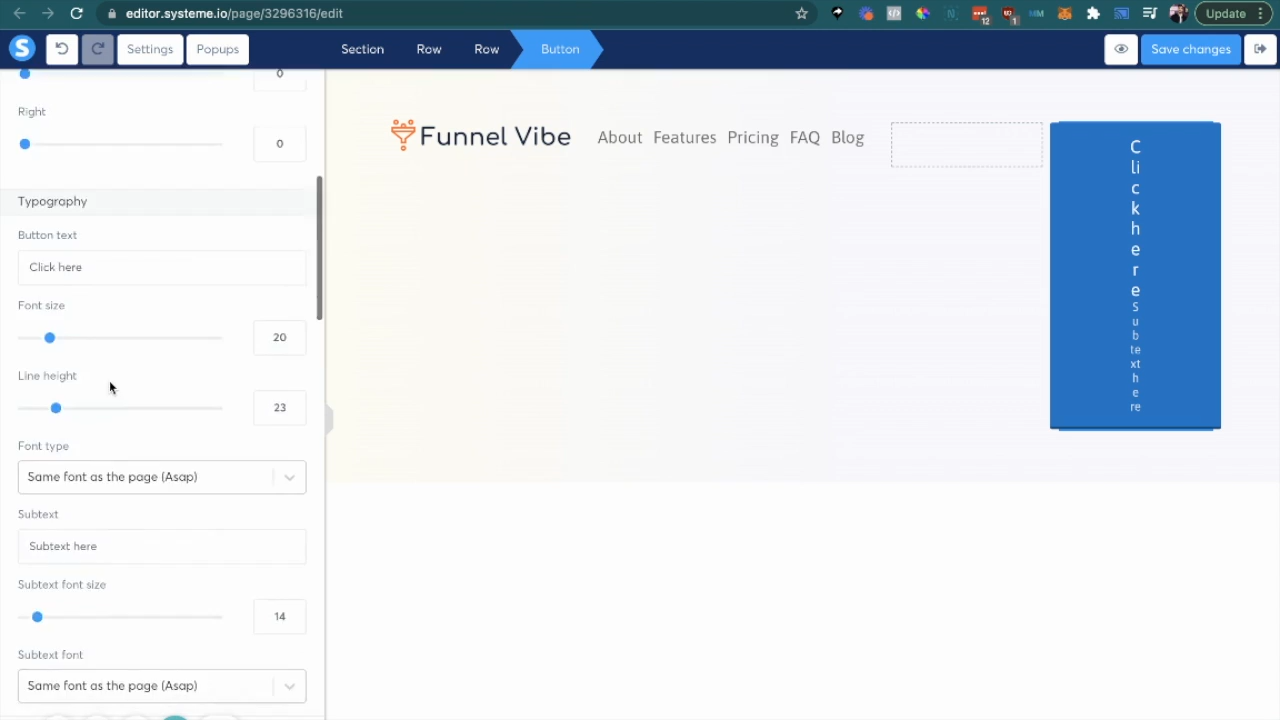 editor.systeme.io/page/3296316/edit
12
1
MM
Update
S
Settings
Popups
Section
Row
Row
Button
Save changes
0
Right
0
Typography
Button text
Click here
Font size
20
Line height
23
Font type
Same font as the page (Asap)
Subtext
Subtext here
Subtext font size
14
Subtext font
Same font as the page (Asap)
Funnel Vibe
About
Features
Pricing
FAQ
Blog
C
li
c
k
h
e
r
e
S
u
b
te
xt
h
e
re